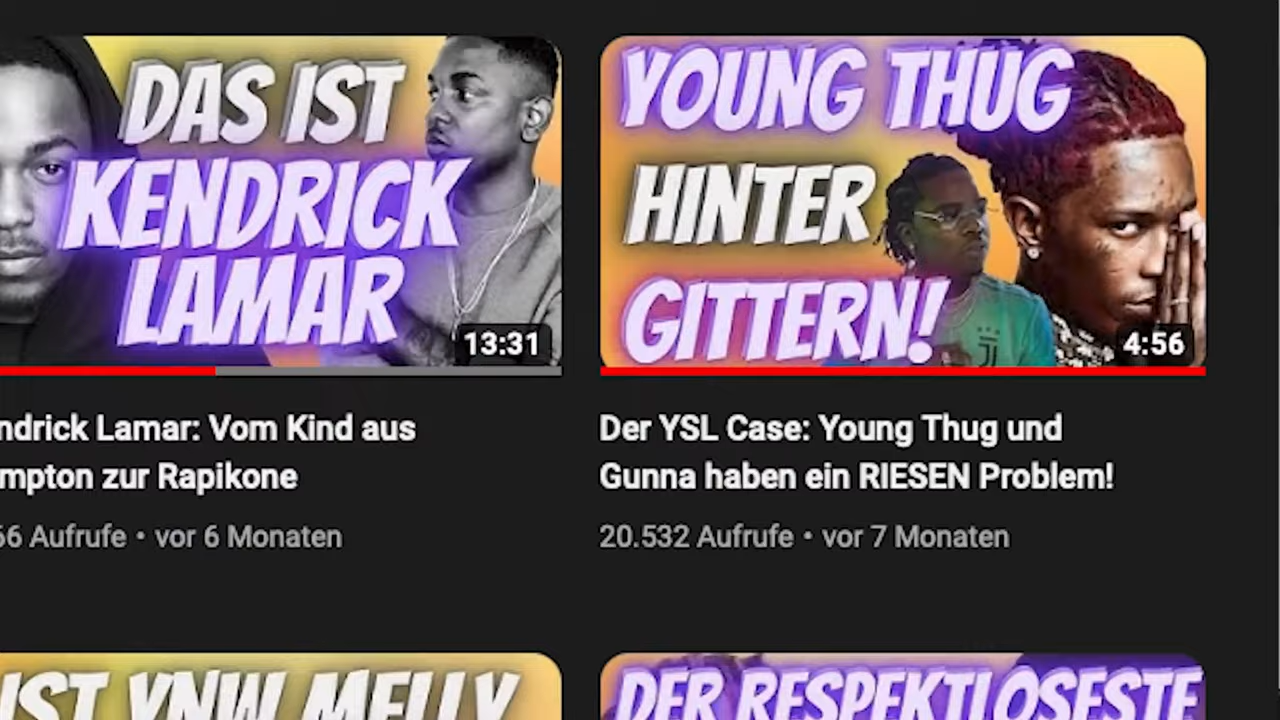 DAS IST
KENDRICK
LAMAR
13:31
YOUNG THUG
HINTER
GITTERN!
4:56
ndrick Lamar: Vom Kind aus
mpton zur Rapikone
66 Aufrufe • vor 6 Monaten
Der YSL Case: Young Thug und
Gunna haben ein RIESEN Problem!
20.532 Aufrufe • vor 7 Monaten
IST YNW MELLY
DER RESPEKTLOSESTE